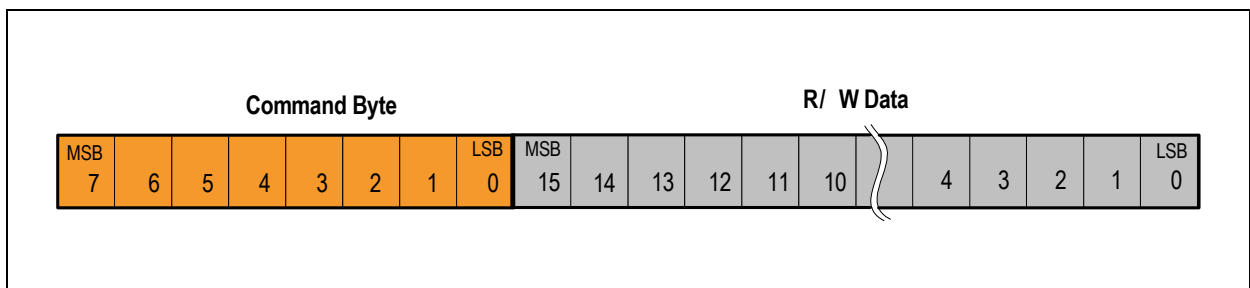 Command Byte R/ W Data
MSB LSB MSB LSB
7 6 5 4 3 2 1 0 15 14 13 12 11 10 4 3 2 1 0